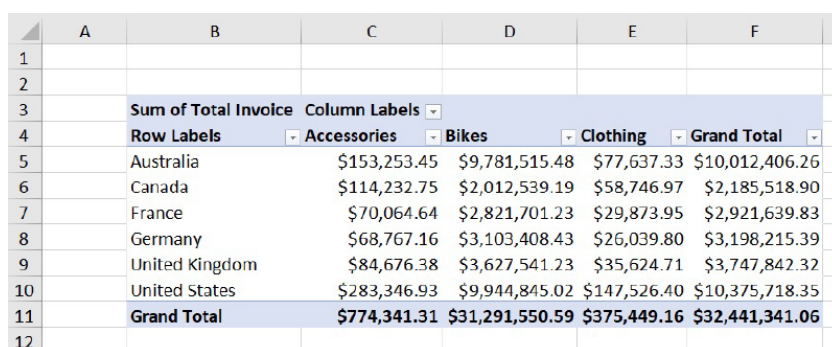 A B C D E F
1
2
3 Sum of Total Invoice Column Labels
4 Row Labels Accessories Bikes Clothing Grand Total
5 Australia $153,253.45 $9,781,515.48 $77,637.33 $10,012,406.26
6 Canada $114,232.75 $2,012,539.19 $58,746.97 $2,185,518.90
7 France $70,064.64 $2,821,701.23 $29,873.95 $2,921,639.83
8 Germany $68,767.16 $3,103,408.43 $26,039.80 $3,198,215.39
9 United Kingdom $84,676.38 $3,627,541.23 $35,624.71 $3,747,842.32
10 United States $283,346.93 $9,944,845.02 $147,526.40 $10,375,718.35
11 Grand Total $774,341.31 $31,291,550.59 $375,449.16 $32,441,341.06
12